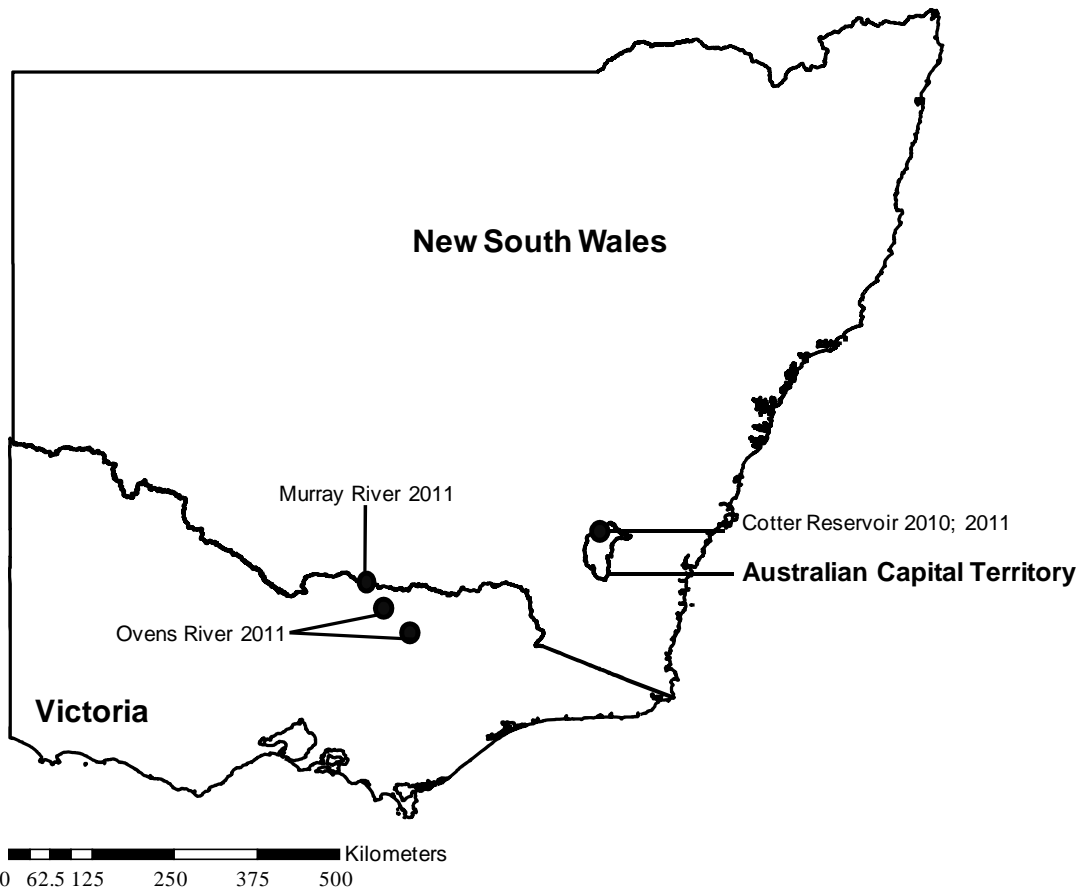 New South Wales
Murray River 2011
Cotter Reservoir 2010; 2011
Australian Capital Territory
Ovens River 2011
Victoria
Kilometers
0 62.5 125 250 375 500